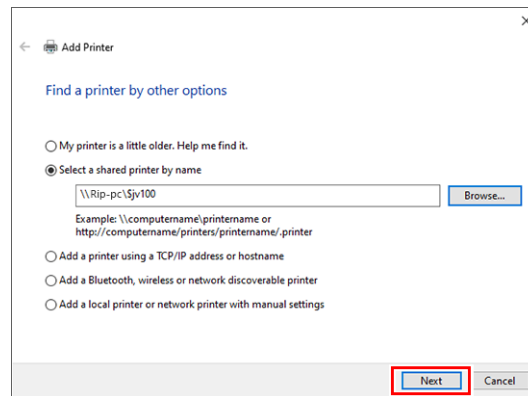 Add Printer
Find a printer by other options
My printer is a little older. Help me find it.
Select a shared printer by name
\\Rip-pc\$jv100
Browse...
Example: \\computername\printername or
http://computername/printers/printername/.printer
Add a printer using a TCP/IP address or hostname
Add a Bluetooth, wireless or network discoverable printer
Add a local printer or network printer with manual settings
Next
Cancel